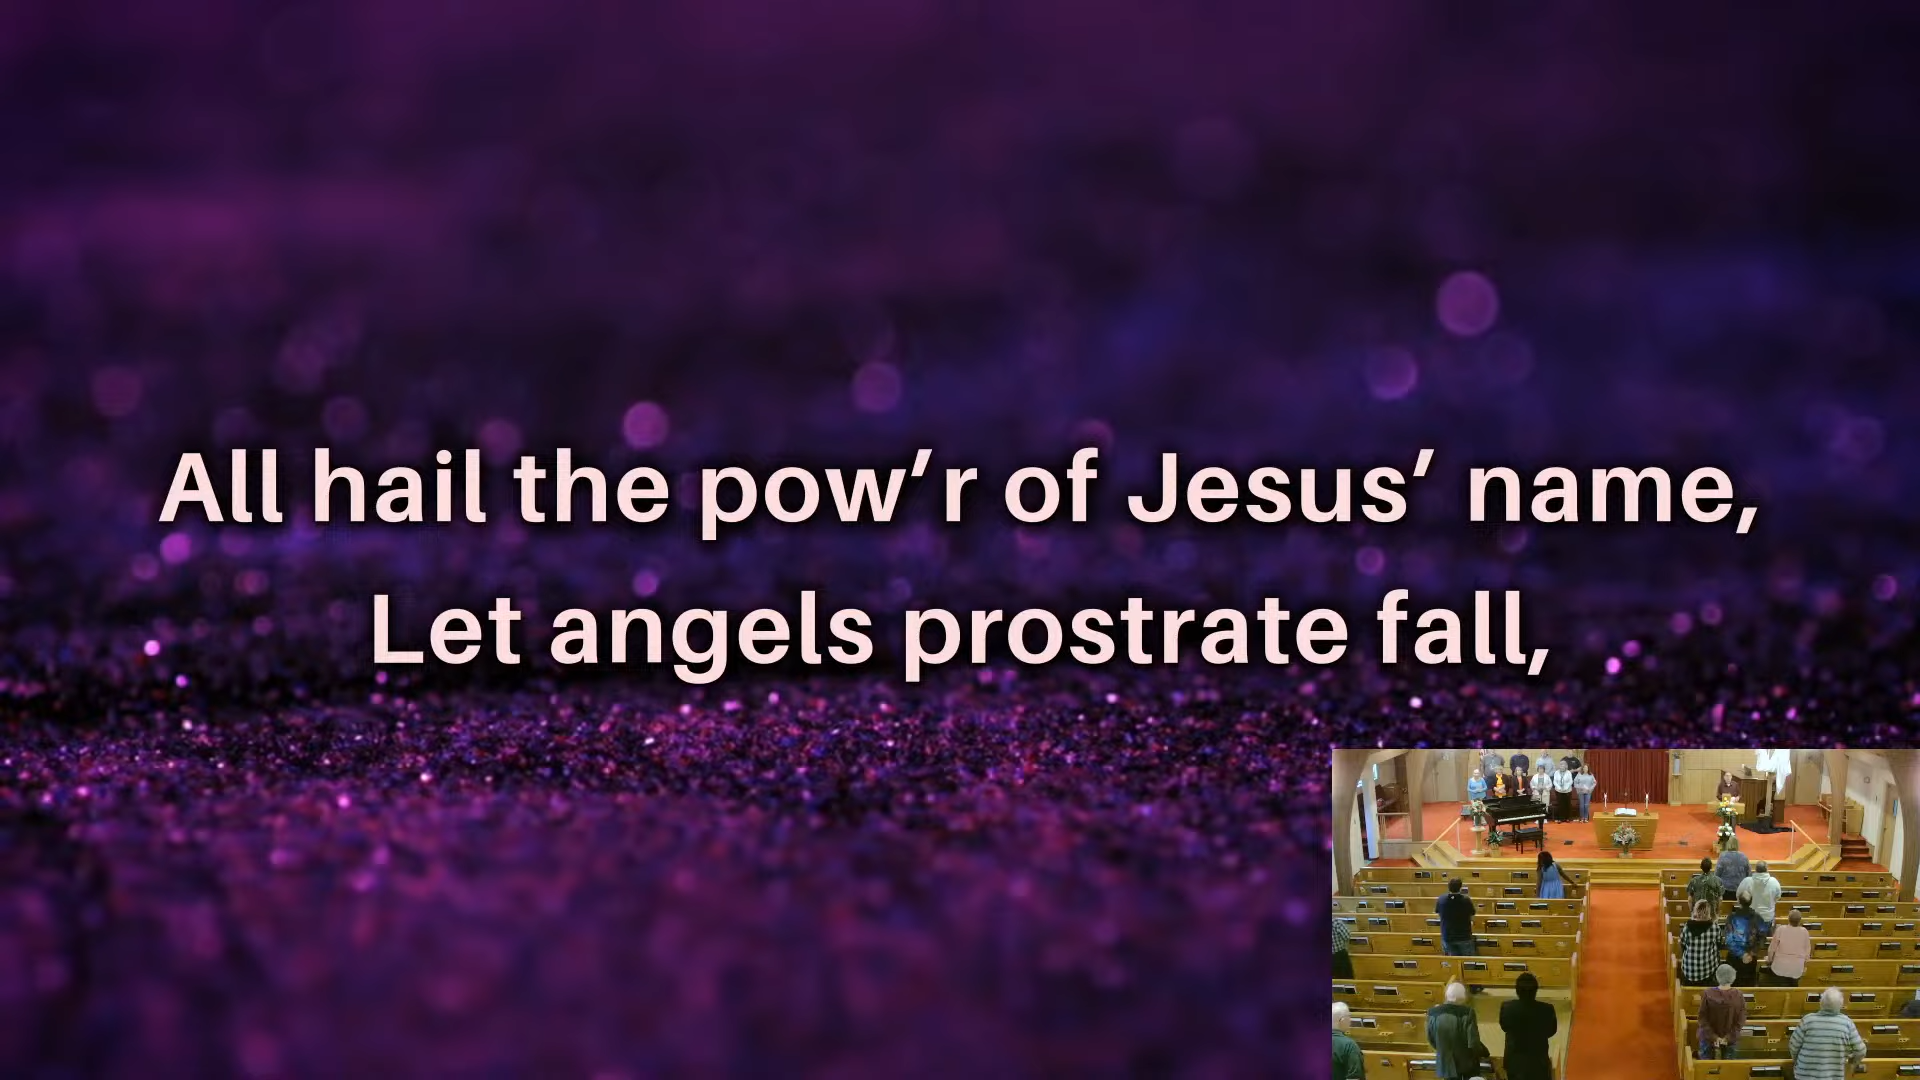 All hail the pow’r of Jesus’ name,
Let angels prostrate fall,